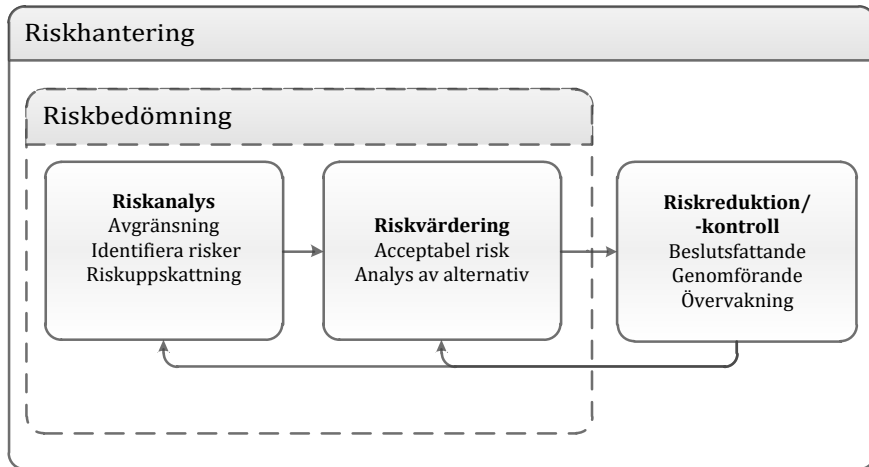 Riskhantering
Riskbedömning
Riskanalys
Avgränsning
Identifiera risker
Riskuppskattning
Riskvärdering
Acceptabel risk
Analys av alternativ
Riskreduktion/
-kontroll
Beslutsfattande
Genomförande
Övervakning